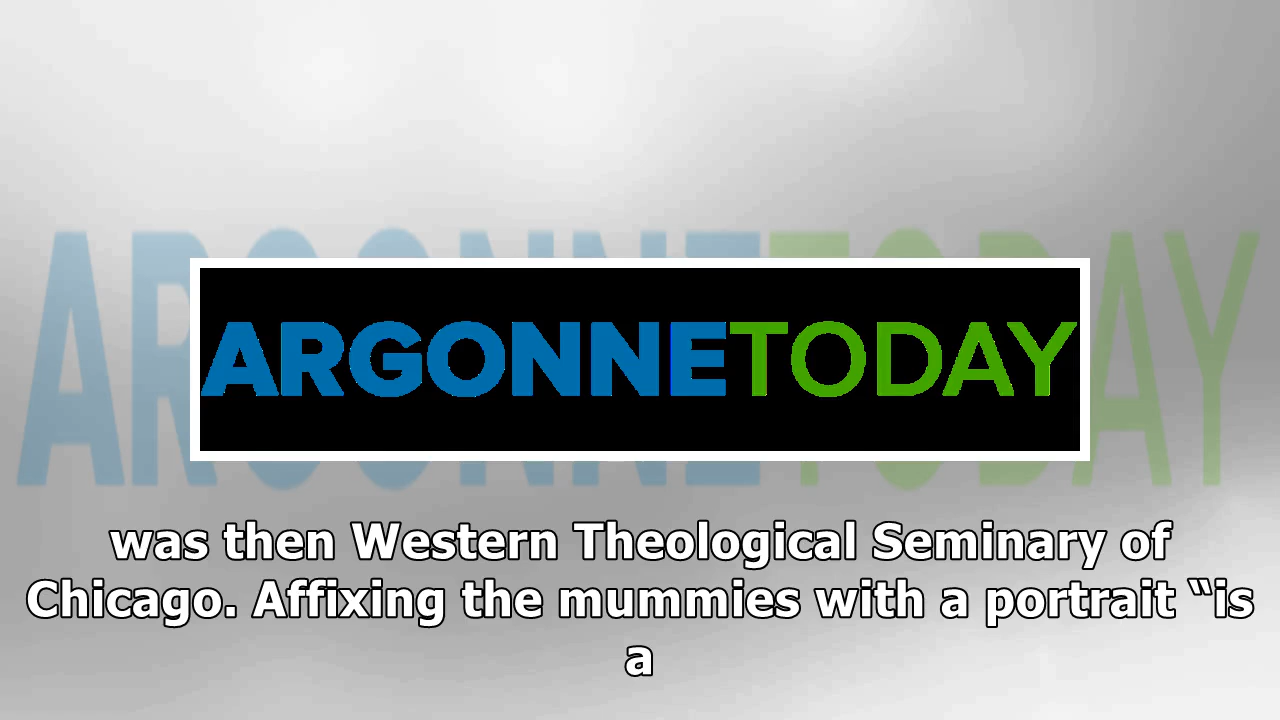 ARGONNETODAY
was then Western Theological Seminary of
Chicago. Affixing the mummies with a portrait “is
a